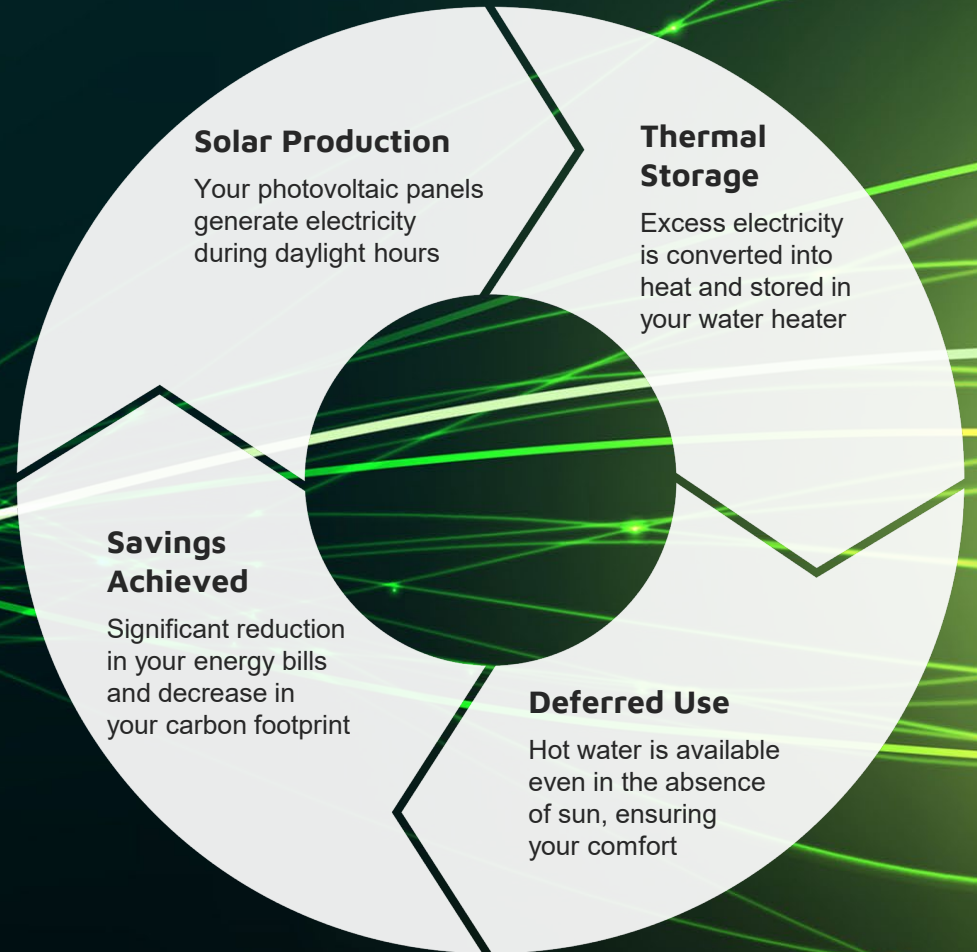 Solar Production
Your photovoltaic panels
generate electricity
during daylight hours
Thermal
Storage
Excess electricity
is converted into
heat and stored in
your water heater
Deferred Use
Hot water is available
even in the absence
of sun, ensuring
your comfort
Savings
Achieved
Significant reduction
in your energy bills
and decrease in
your carbon footprint